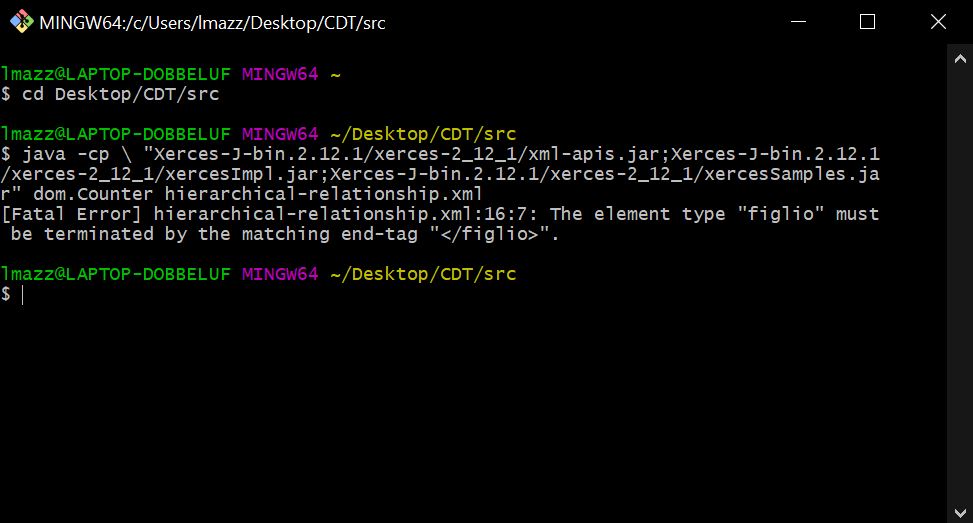 MINGW64:/c/Users/lmazz/Desktop/CDT/src
lmazz@LAPTOP-DOBBELUF MINGW64 ~
$ cd Desktop/CDT/src
lmazz@LAPTOP-DOBBELUF MINGW64 ~/Desktop/CDT/src
$ java -cp \ "Xerces-J-bin.2.12.1/xerces-2_12_1/xml-apis.jar;Xerces-J-bin.2.12.1
/xerces-2_12_1/xercesImpl.jar;Xerces-J-bin.2.12.1/xerces-2_12_1/xercesSamples.ja
r" dom.Counter hierarchical-relationship.xml
[Fatal Error] hierarchical-relationship.xml:16:7: The element type "figlio" must
be terminated by the matching end-tag "</figlio>".
lmazz@LAPTOP-DOBBELUF MINGW64 ~/Desktop/CDT/src
$